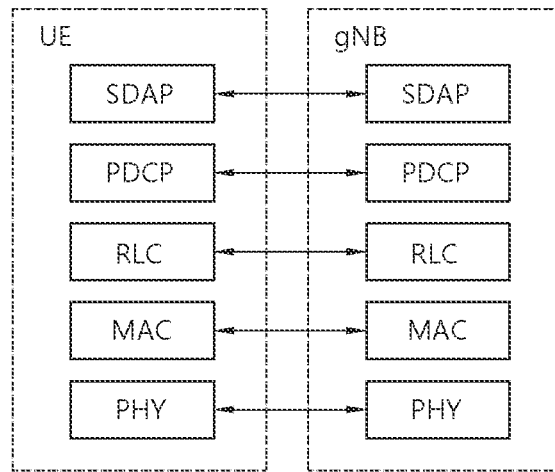 UE gNB
SDAP SDAP
PDCP PDCP
RLC RLC
MAC MAC
PHY PHY